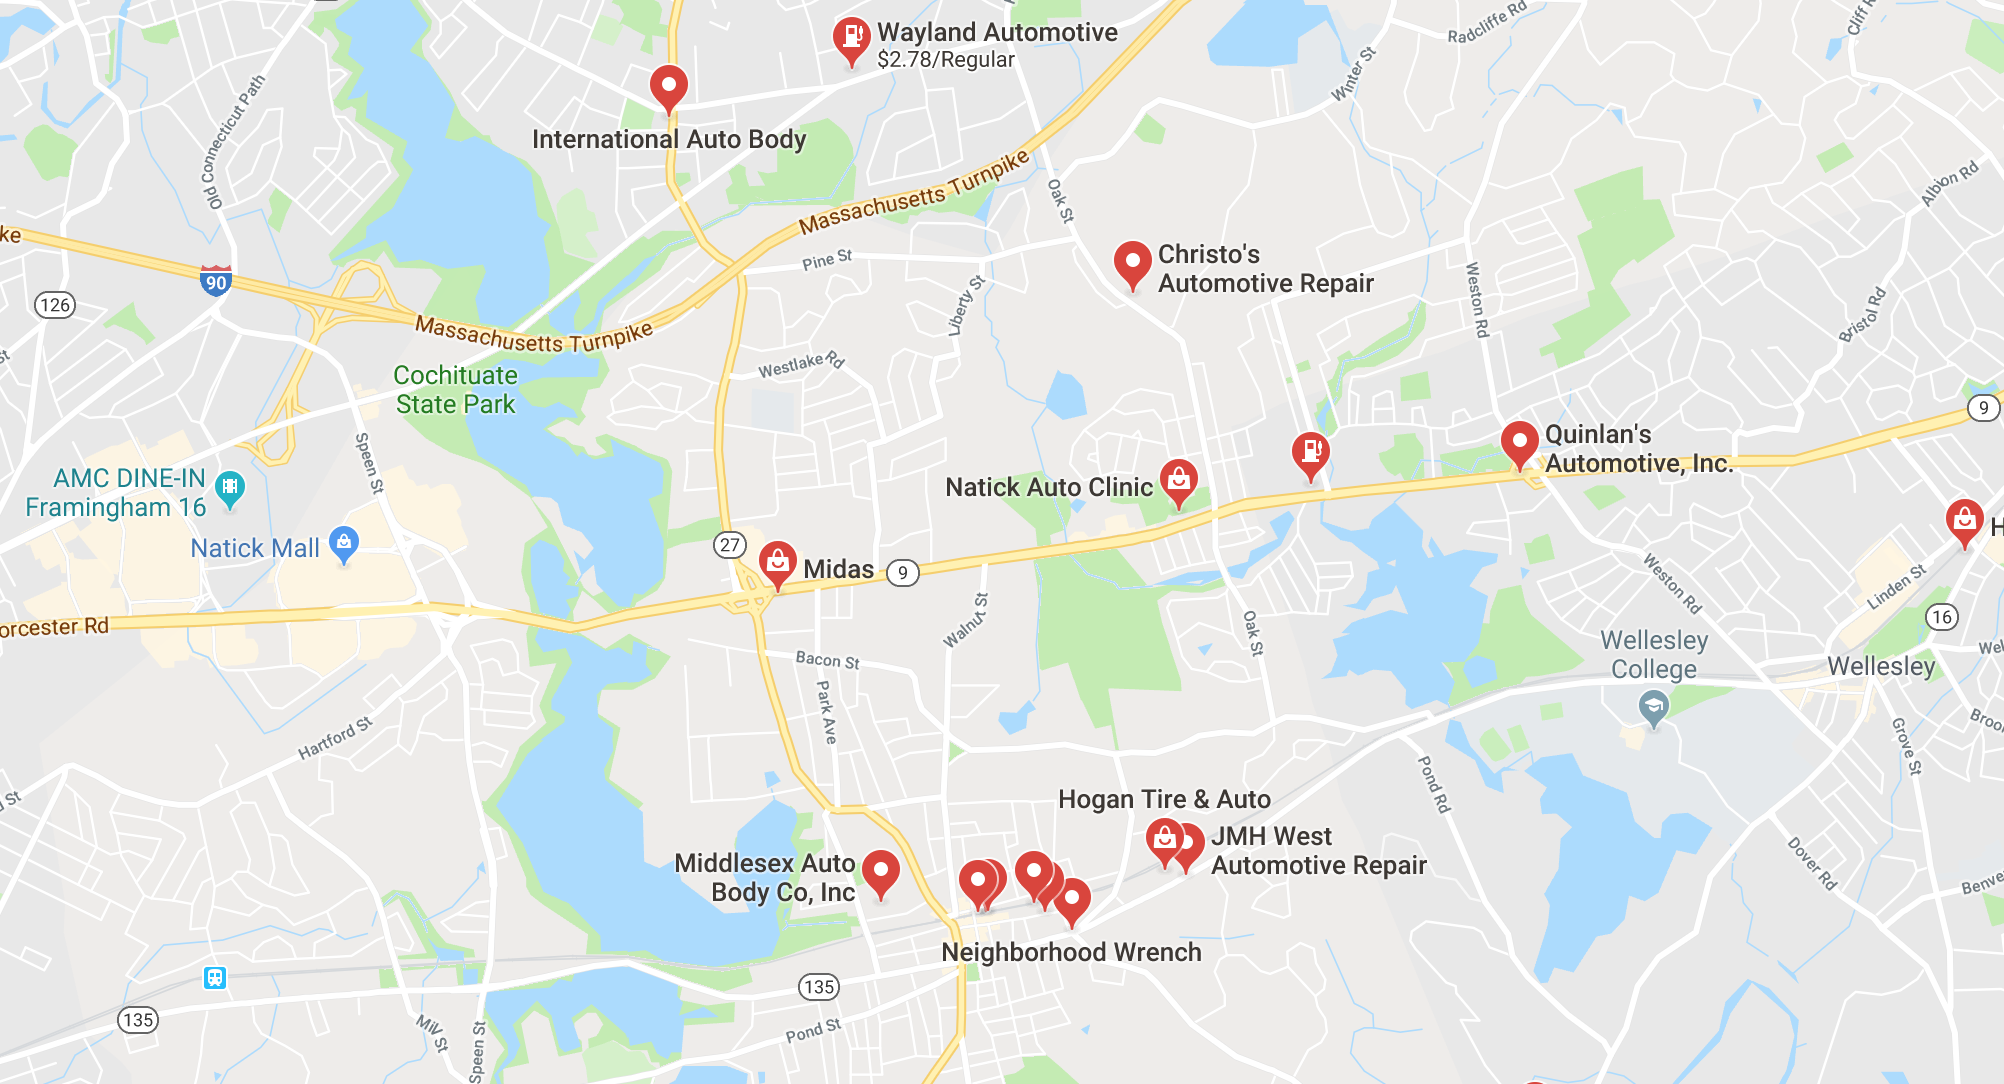 Wayland Automotive
$2.78/Regular
Radcliffe Rd
Cliff R
Winter St
Old Connecticut Path
International Auto Body
Massachusetts Turnpike
Oak St
Albion Rd
ke
90
Pine St
Christo's
Automotive Repair
126
Liberty St
Weston Rd
Bristol Rd
Massachusetts Turnpike
St
Westlake Rd
Cochituate
State Park
9
Speen St
Quinlan's
Automotive, Inc.
AMC DINE-IN
Framingham 16
Natick Auto Clinic
Natick Mall
27
Midas
9
H
Weston Rd
Linden St
orcester Rd
Walnut St
Oak St
16
Wellesley
College
Wel
Wellesley
Bacon St
Park Ave
Hartford St
Broo
Grove St
d St
Pond Rd
Hogan Tire & Auto
JMH West
Automotive Repair
Middlesex Auto
Body Co, Inc
Dover Rd
Benve
Neighborhood Wrench
135
135
Pond St
Mill St
Speen St